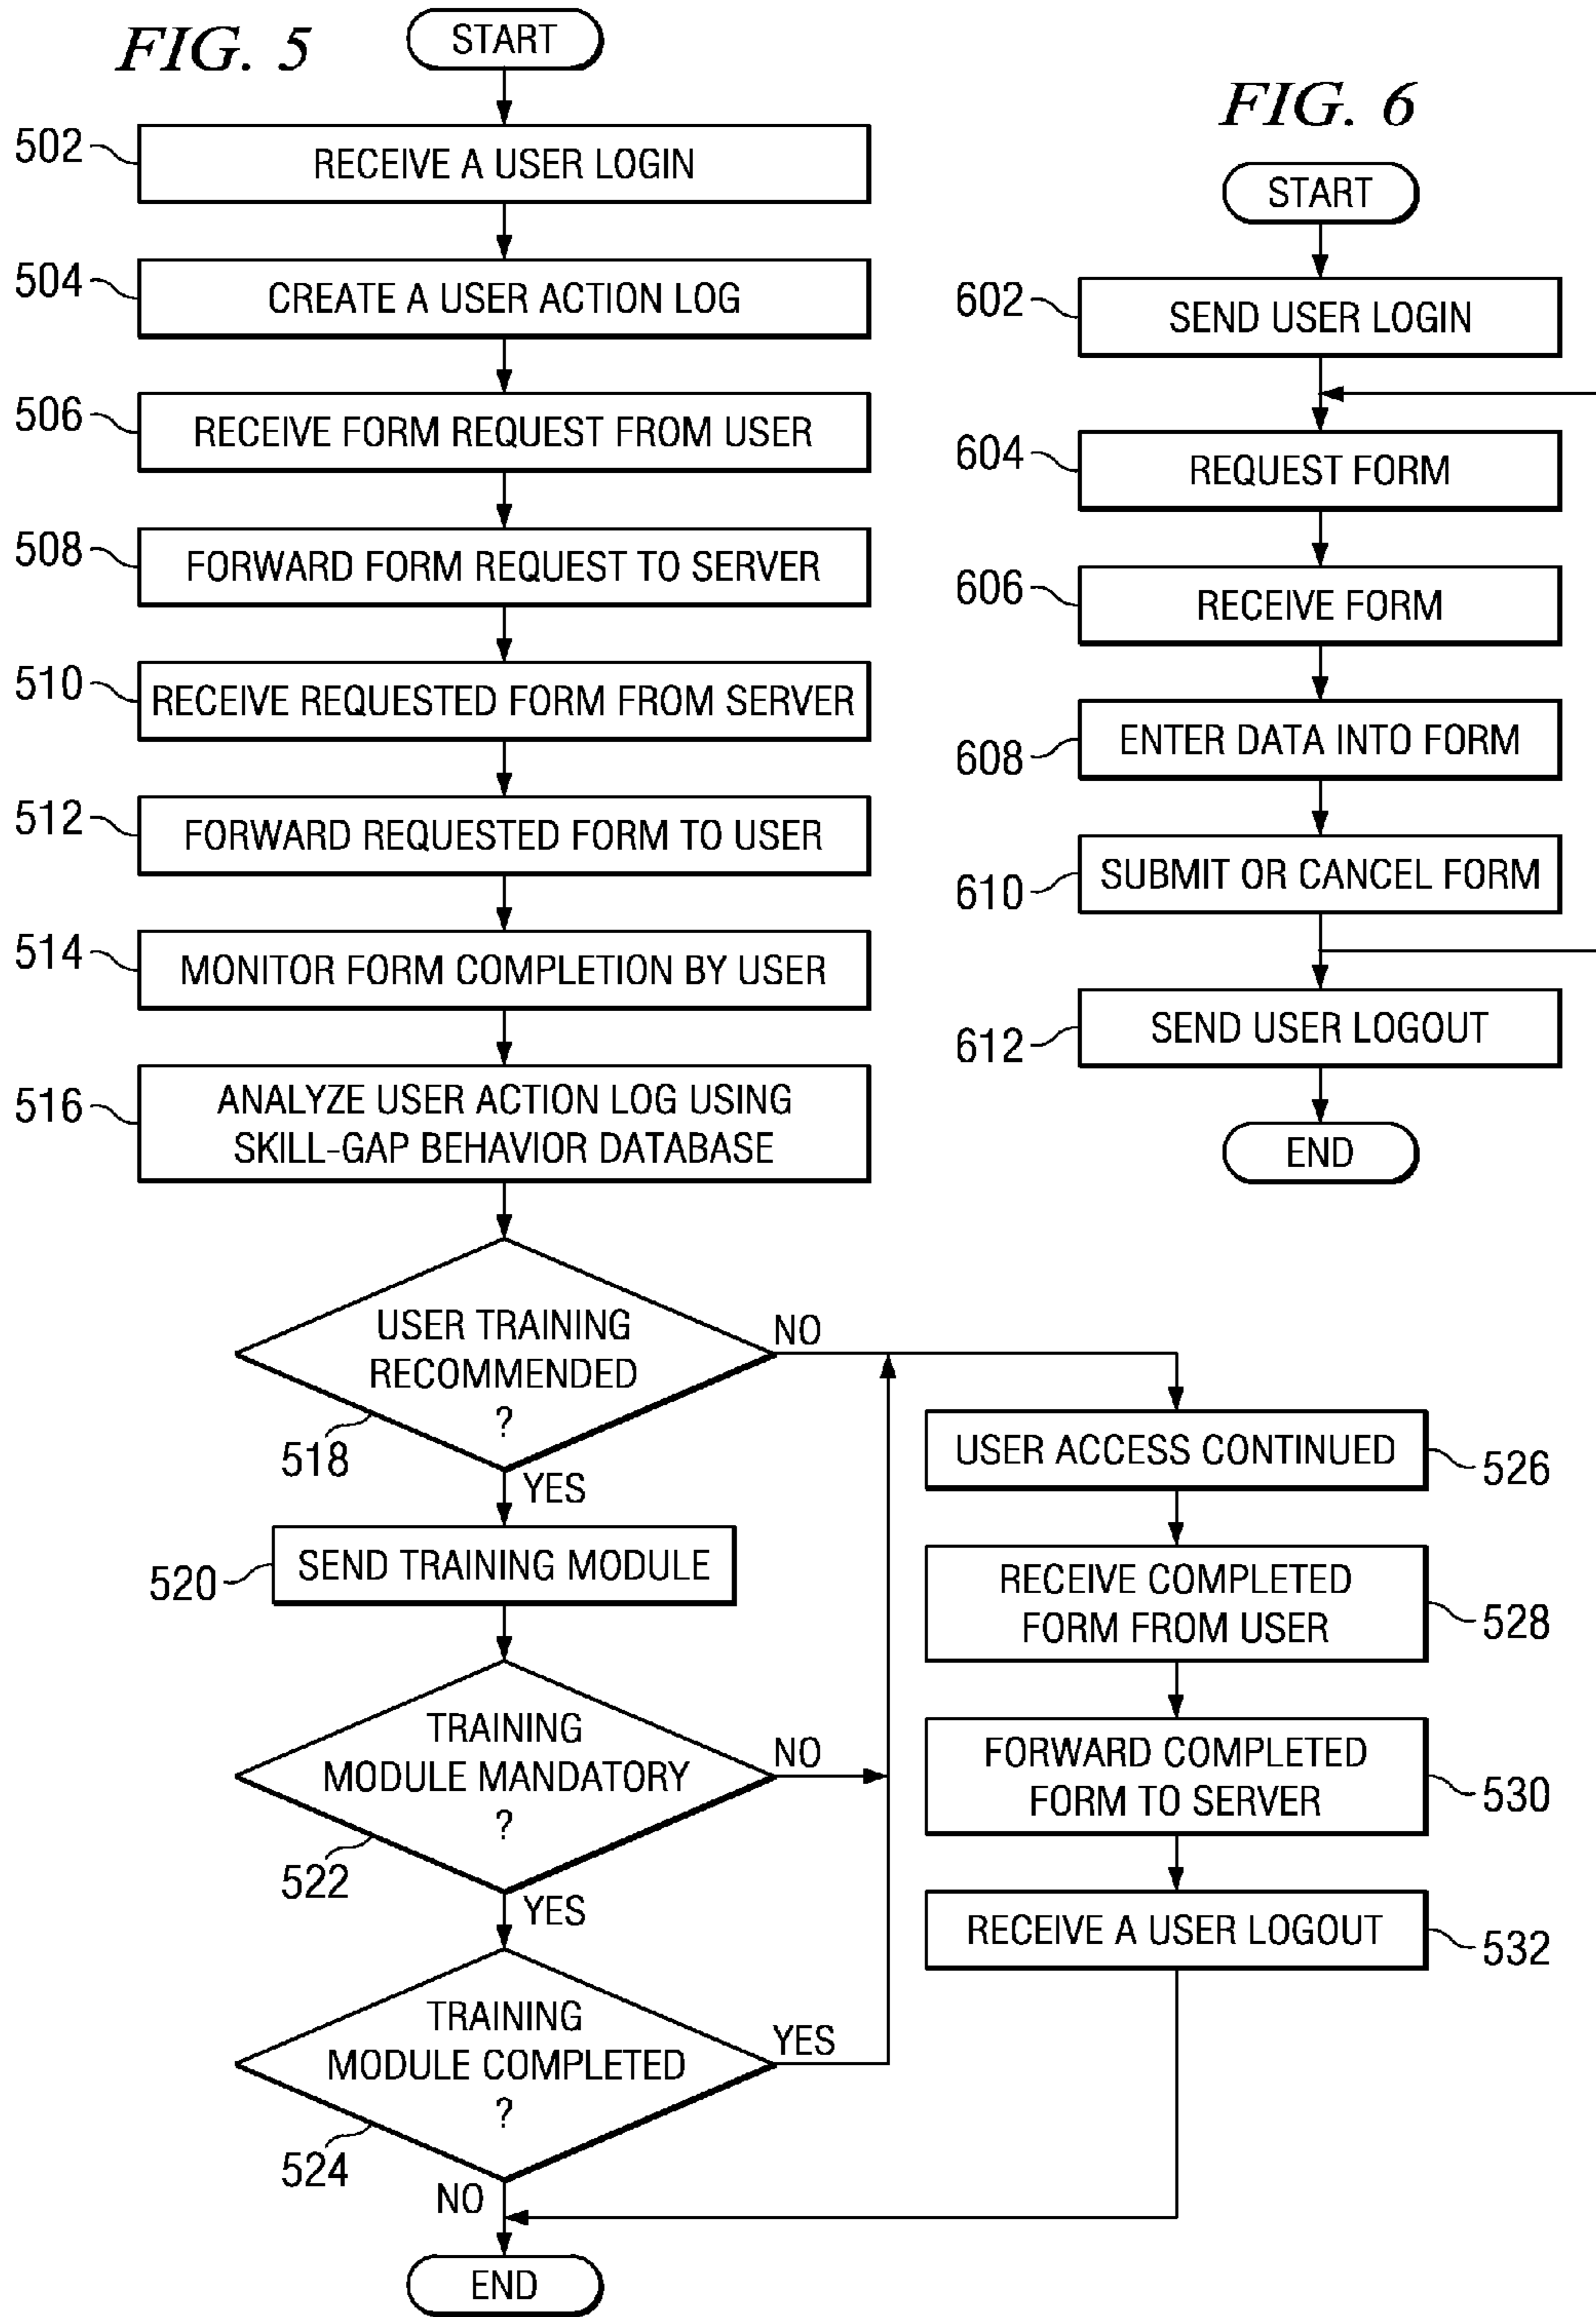 FIG. 5
START
502
RECEIVE A USER LOGIN
504
CREATE A USER ACTION LOG
506
RECEIVE FORM REQUEST FROM USER
508
FORWARD FORM REQUEST TO SERVER
510
RECEIVE REQUESTED FORM FROM SERVER
512
FORWARD REQUESTED FORM TO USER
514
MONITOR FORM COMPLETION BY USER
516
ANALYZE USER ACTION LOG USING
SKILL-GAP BEHAVIOR DATABASE
USER TRAINING
RECOMMENDED
?
518
NO
YES
520
SEND TRAINING MODULE
TRAINING
MODULE MANDATORY
?
522
NO
YES
TRAINING
MODULE COMPLETED
?
524
YES
NO
USER ACCESS CONTINUED
526
RECEIVE COMPLETED
FORM FROM USER
528
FORWARD COMPLETED
FORM TO SERVER
530
RECEIVE A USER LOGOUT
532
END
FIG. 6
START
602
SEND USER LOGIN
604
REQUEST FORM
606
RECEIVE FORM
608
ENTER DATA INTO FORM
610
SUBMIT OR CANCEL FORM
612
SEND USER LOGOUT
END